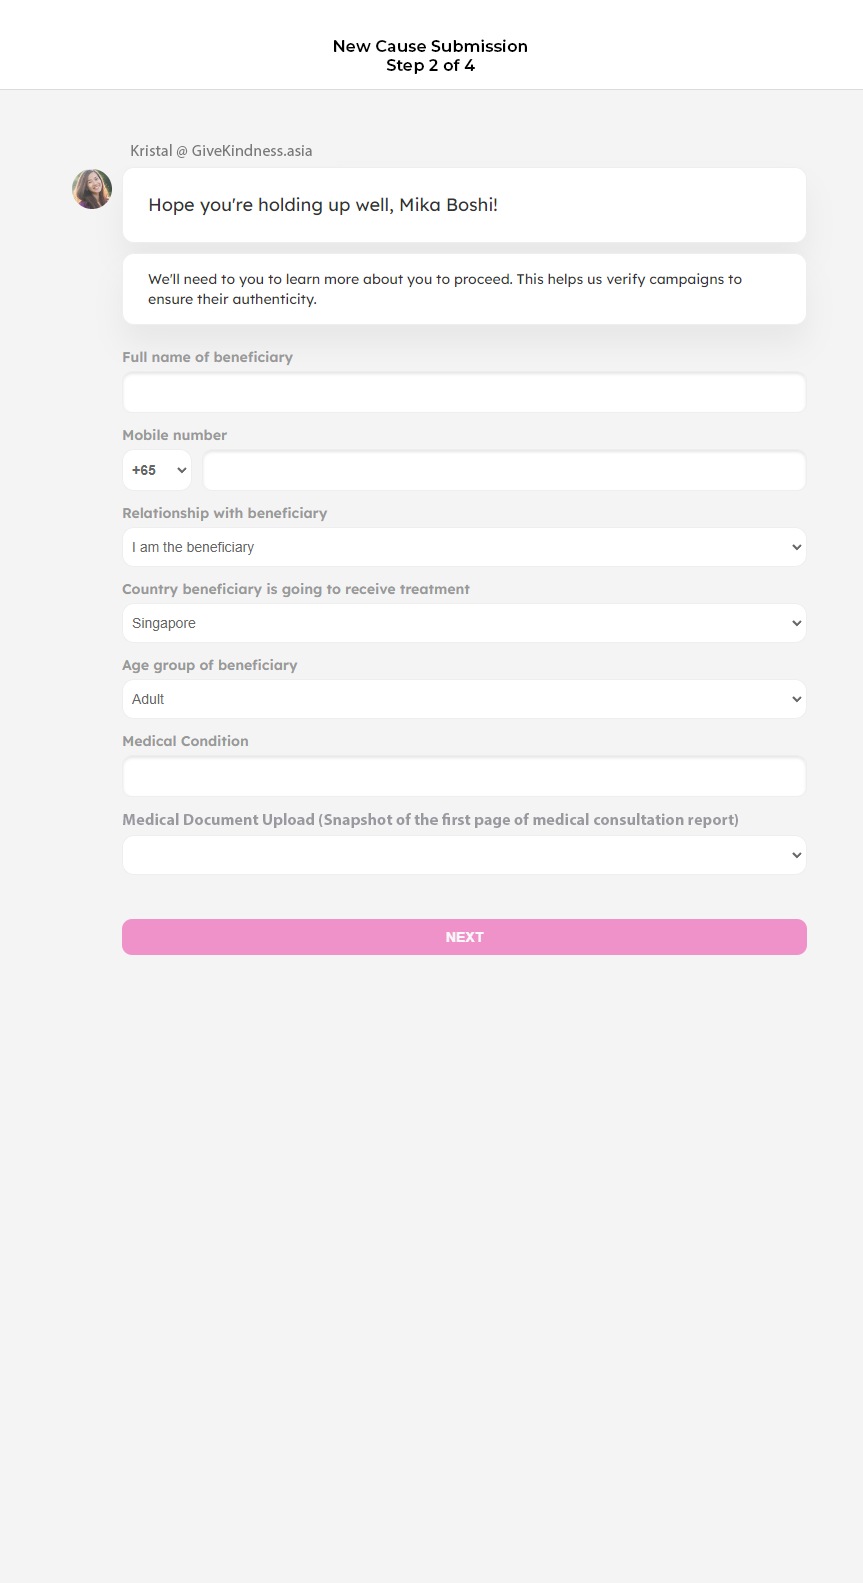 New Cause Submission
Step 2 of 4
Kristal @ GiveKindness.asia
Hope you're holding up well, Mika Boshi!
We'll need to you to learn more about you to proceed. This helps us verify campaigns to
ensure their authenticity.
Full name of beneficiary
Mobile number
+65
Relationship with beneficiary
I am the beneficiary
Country beneficiary is going to receive treatment
Singapore
Age group of beneficiary
Adult
Medical Condition
Medical Document Upload (Snapshot of the first page of medical consultation report)
NEXT